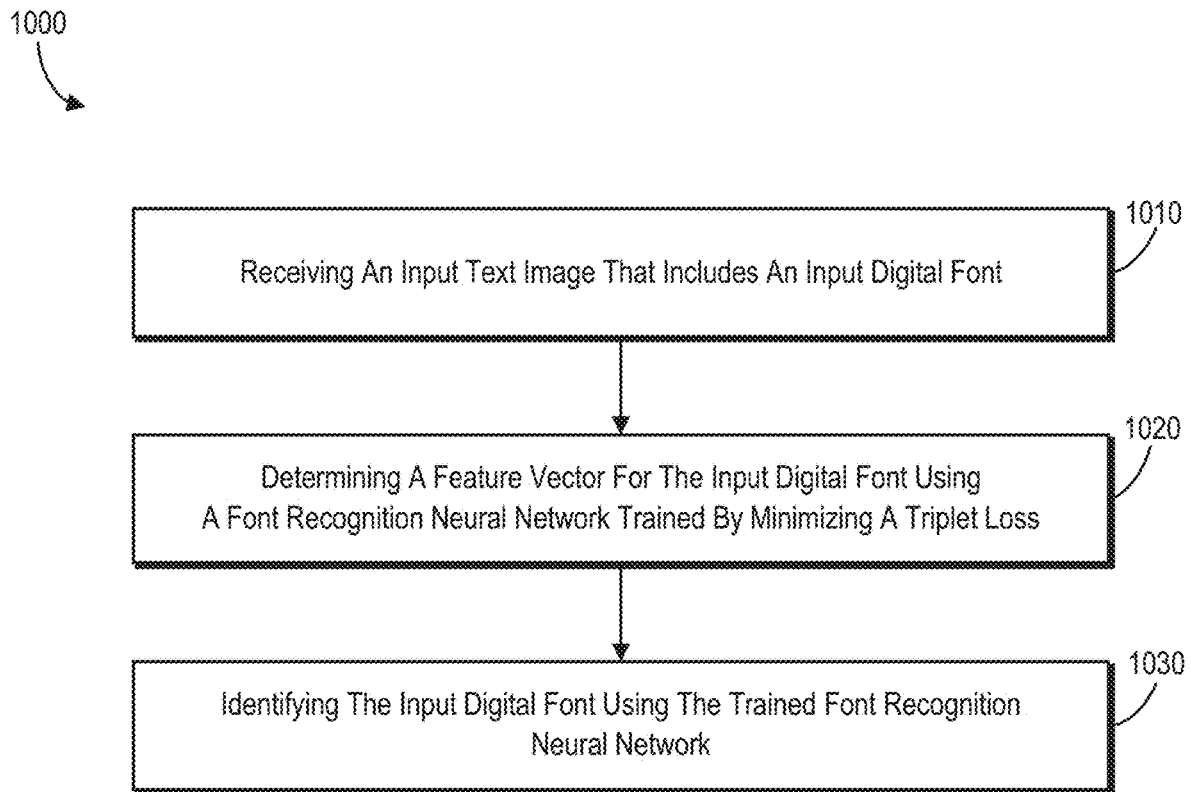 1000
1010
Receiving An Input Text Image That Includes An Input Digital Font
1020
Determining A Feature Vector For The Input Digital Font Using
A Font Recognition Neural Network Trained By Minimizing A Triplet Loss
1030
Identifying The Input Digital Font Using The Trained Font Recognition
Neural Network